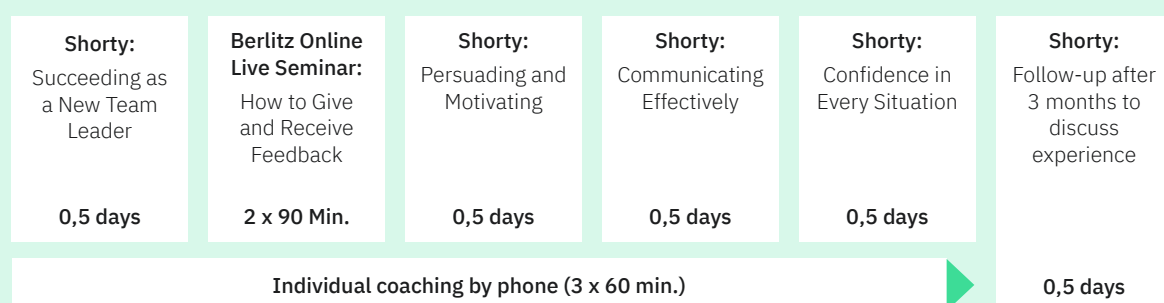 Shorty:
Succeeding as
a New Team
Leader
0,5 days
Berlitz Online
Live Seminar:
How to Give
and Receive
Feedback
2 x 90 Min.
Shorty:
Persuading and
Motivating
0,5 days
Shorty:
Communicating
Effectively
0,5 days
Shorty:
Confidence in
Every Situation
0,5 days
Shorty:
Follow-up after
3 months to
discuss
experience
0,5 days
Individual coaching by phone (3 x 60 min.)